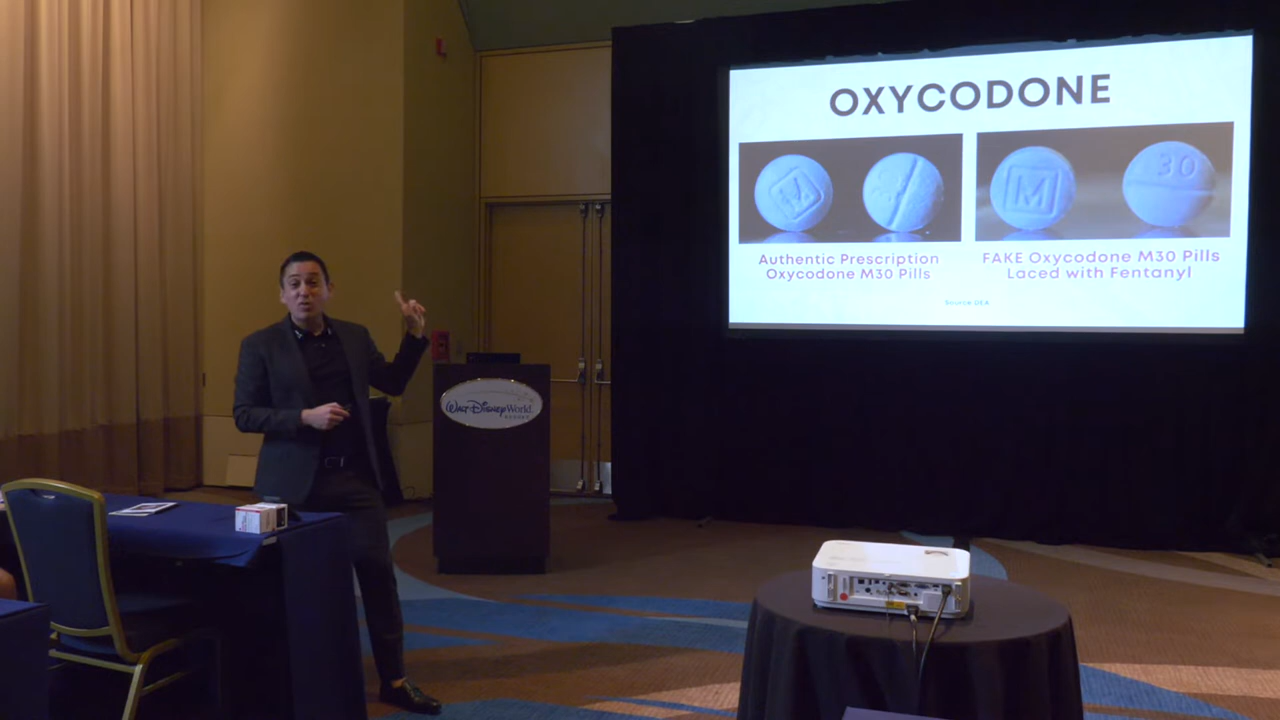 OXYCODONE
M
M
30
Authentic Prescription
Oxycodone M30 Pills
FAKE Oxycodone M30 Pills
Laced with Fentanyl
Source DEA
Walt Disney World